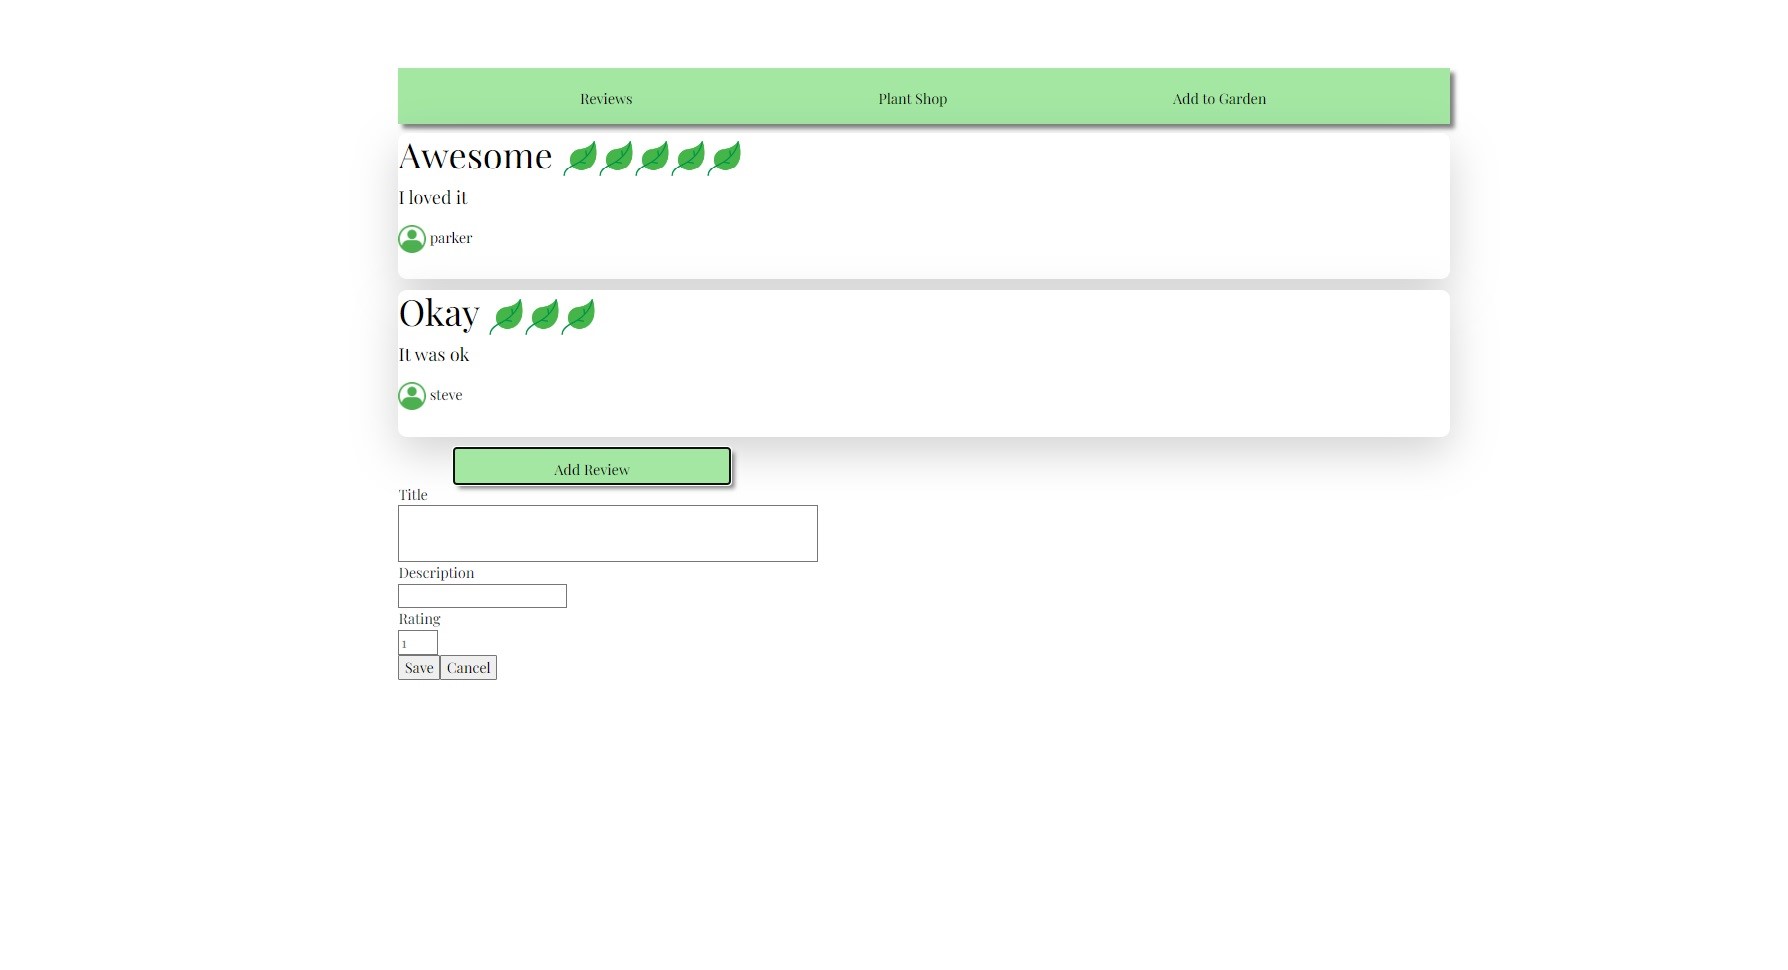 Reviews Plant Shop Add to Garden
Awesome
I loved it
parker
Okay
It was ok
steve
Add Review
Title
Description
Rating
1
Save Cancel